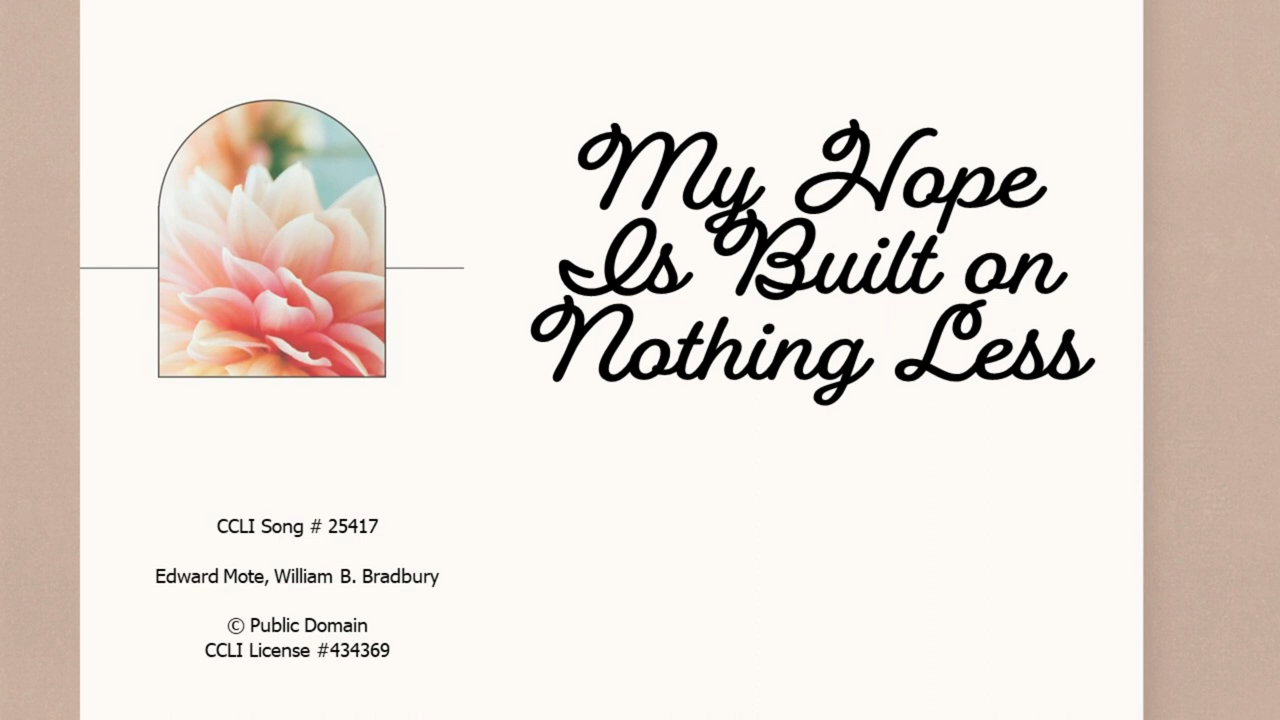 My Hope
Is Built on
Nothing Less
CCLI Song # 25417
Edward Mote, William B. Bradbury
© Public Domain
CCLI License #434369